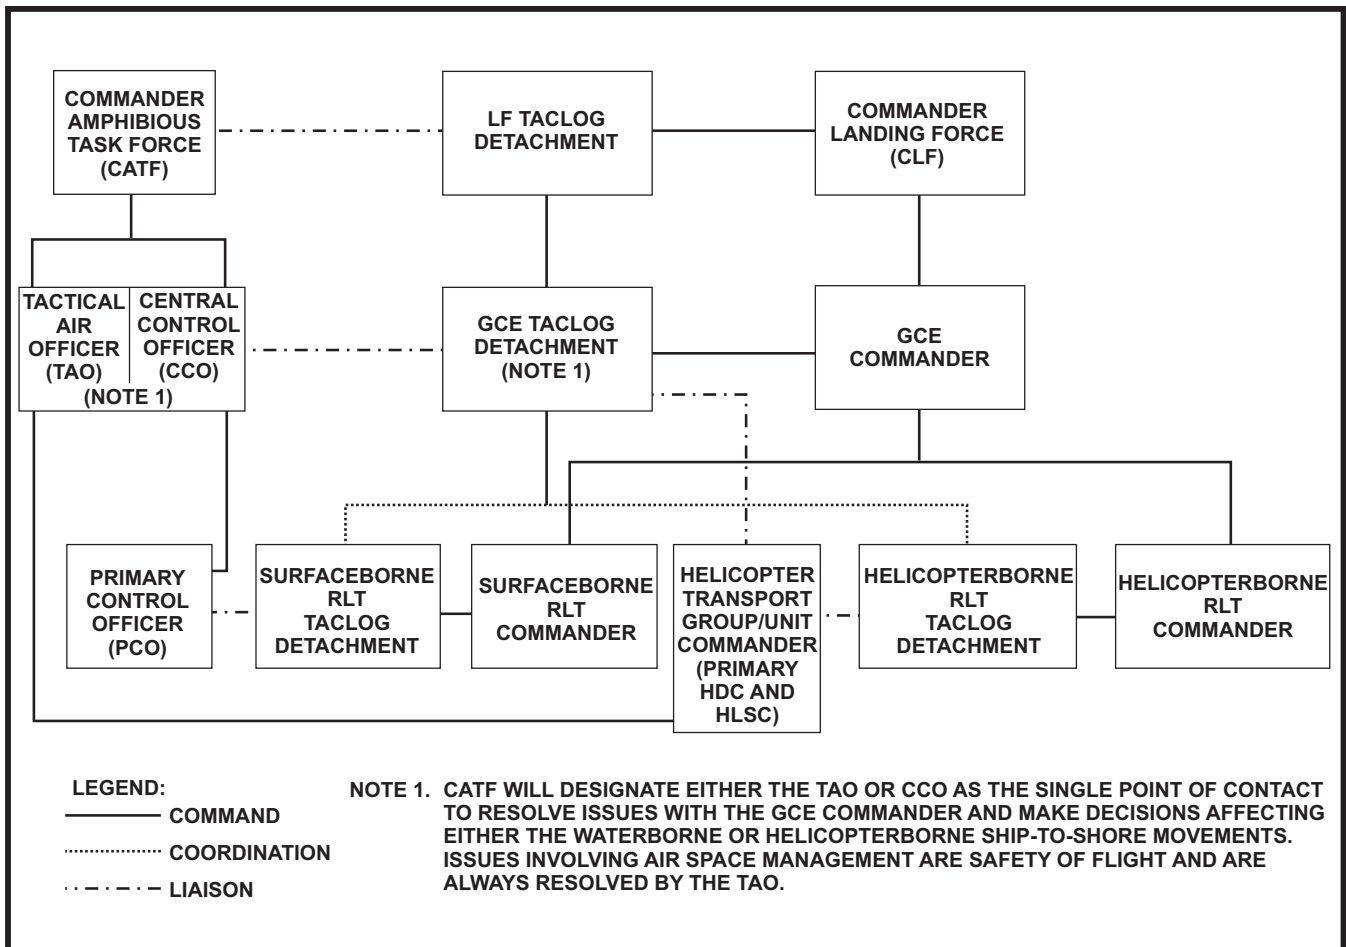 COMMANDER
AMPHIBIOUS
TASK FORCE
(CATF)
LF TACLOG
DETACHMENT
COMMANDER
LANDING FORCE
(CLF)
TACTICAL
AIR
OFFICER
(TAO)
CENTRAL
CONTROL
OFFICER
(CCO)
(NOTE 1)
GCE TACLOG
DETACHMENT
(NOTE 1)
GCE
COMMANDER
PRIMARY
CONTROL
OFFICER
(PCO)
SURFACEBORNE
RLT
TACLOG
DETACHMENT
SURFACEBORNE
RLT
COMMANDER
HELICOPTER
TRANSPORT
GROUP/UNIT
COMMANDER
(PRIMARY
HDC AND
HLSC)
HELICOPTERBORNE
RLT
TACLOG
DETACHMENT
HELICOPTERBORNE
RLT
COMMANDER
LEGEND:
COMMAND
COORDINATION
LIAISON
NOTE 1. CATF WILL DESIGNATE EITHER THE TAO OR CCO AS THE SINGLE POINT OF CONTACT
TO RESOLVE ISSUES WITH THE GCE COMMANDER AND MAKE DECISIONS AFFECTING
EITHER THE WATERBORNE OR HELICOPTERBORNE SHIP-TO-SHORE MOVEMENTS.
ISSUES INVOLVING AIR SPACE MANAGEMENT ARE SAFETY OF FLIGHT AND ARE
ALWAYS RESOLVED BY THE TAO.